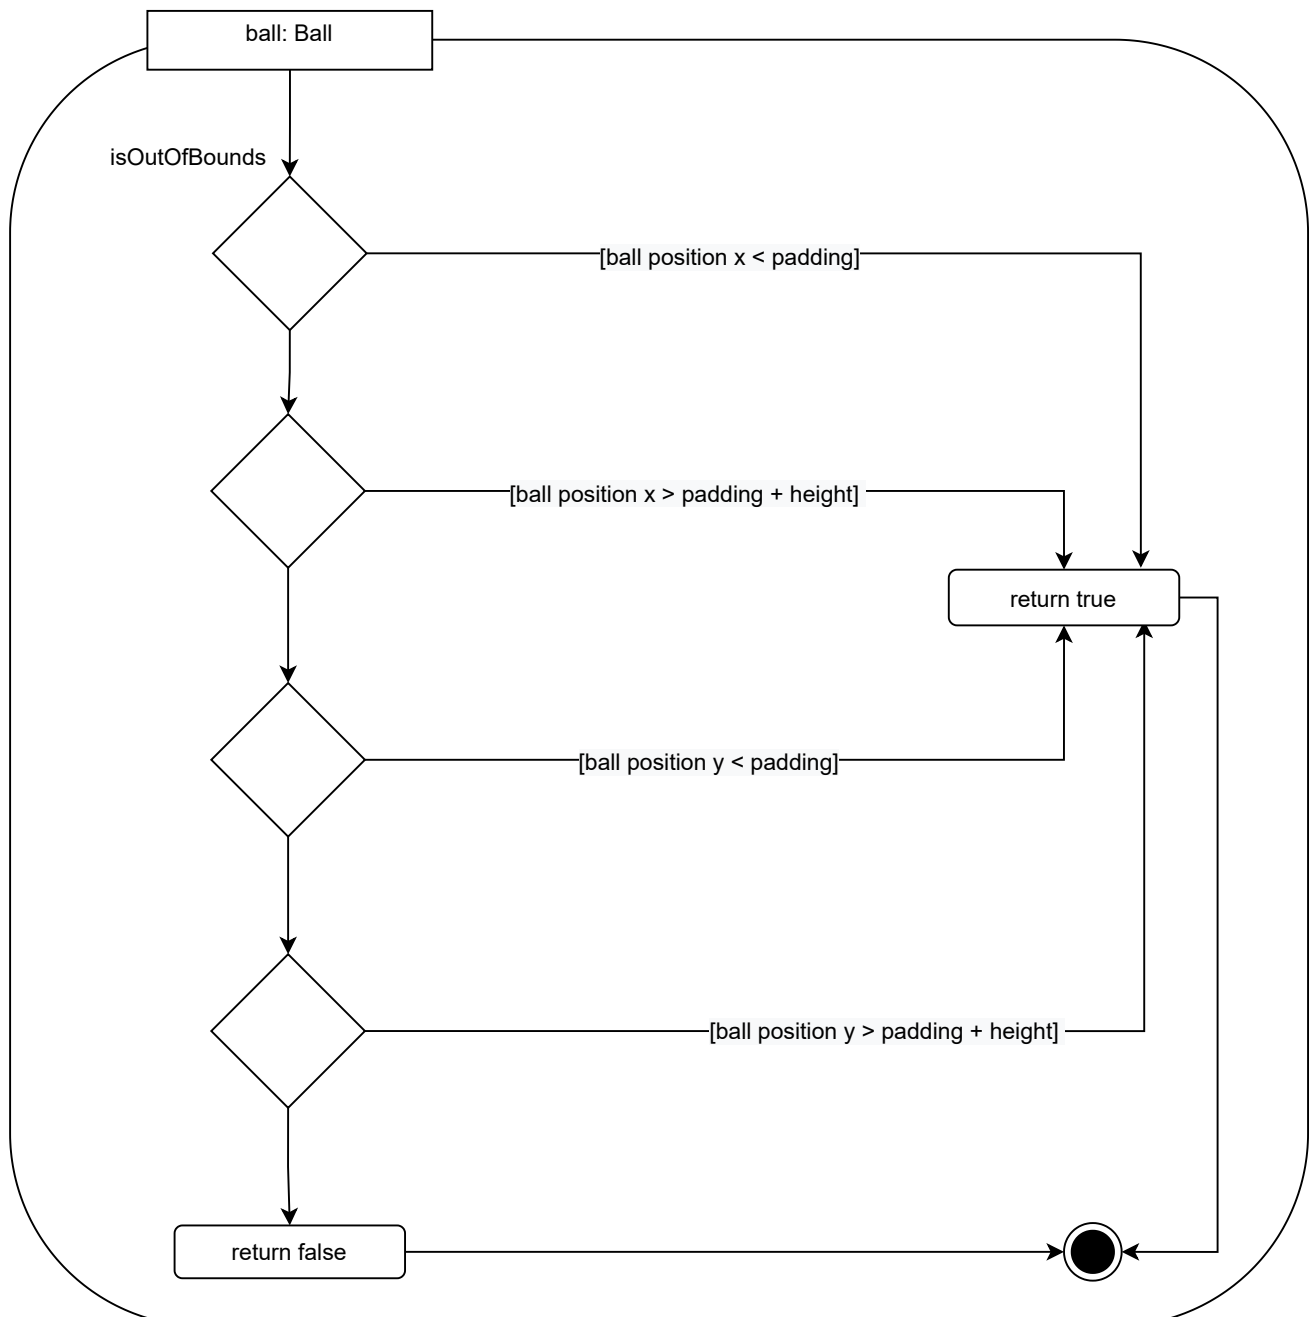 ball: Ball
isOutOfBounds
[ball position x < padding]
[ball position x > padding + height]
return true
[ball position y < padding]
[ball position y > padding + height]
return false